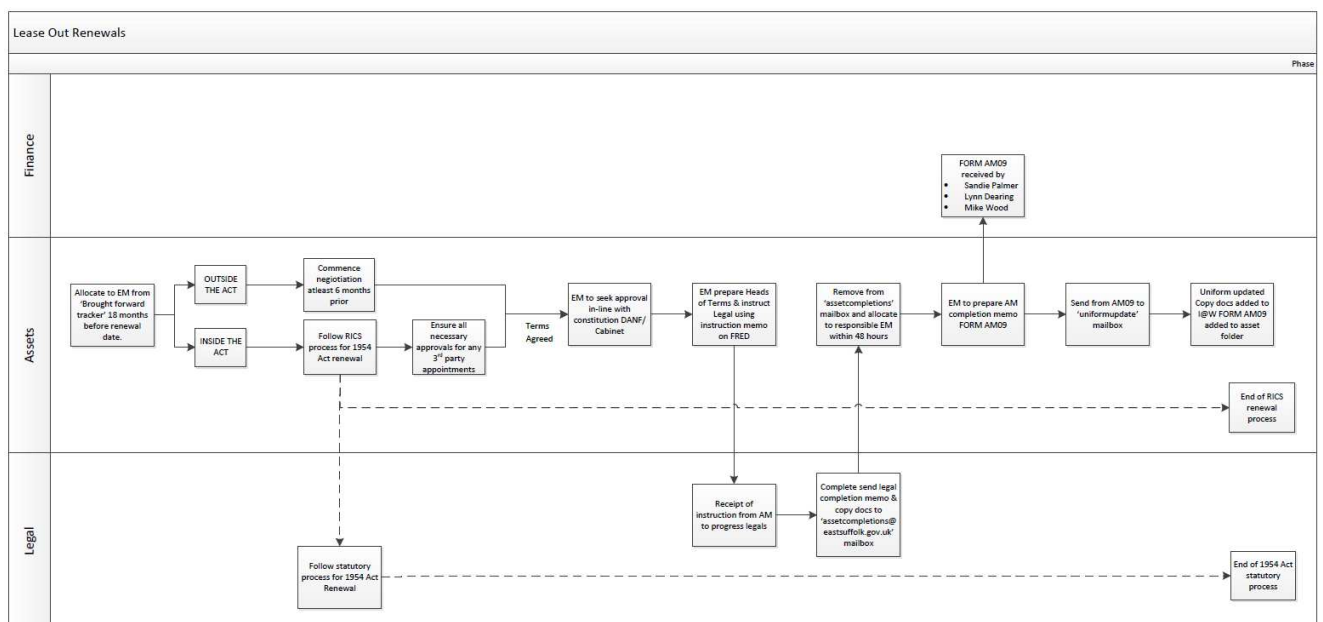 Lease Out Renewals
Phase
Finance
FORM AM09
received by
• Sandie Palmer
• Lynn Dearing
• Mike Wood
Assets
Allocate to EM from
'Brought forward
tracker' 18 months
before renewal
date.
OUTSIDE
THE ACT
INSIDE THE
ACT
Commence
negiotiation
atleast 6 months
prior
Follow RICS
process for 1954
Act renewal
Ensure all
necessary
approvals for any
3rd party
appointments
Terms
Agreed
EM to seek approval
in-line with
constitution DANF/
Cabinet
EM prepare Heads
of Terms & instruct
Legal using
instruction memo
on FRED
Remove from
'assetcompletions'
mailbox and allocate
to responsible EM
within 48 hours
EM to prepare AM
completion memo
FORM AM09
Send from AM09 to
'uniformupdate'
mailbox
Uniform updated
Copy docs added to
I@W FORM AM09
added to asset
folder
End of RICS
renewal
process
Legal
Receipt of
instruction from AM
to progress legals
Complete send legal
completion memo &
copy docs to
'assetcompletions@
eastsuffolk.gov.uk'
mailbox
Follow statutory
process for 1954 Act
Renewal
End of 1954 Act
statutory
process